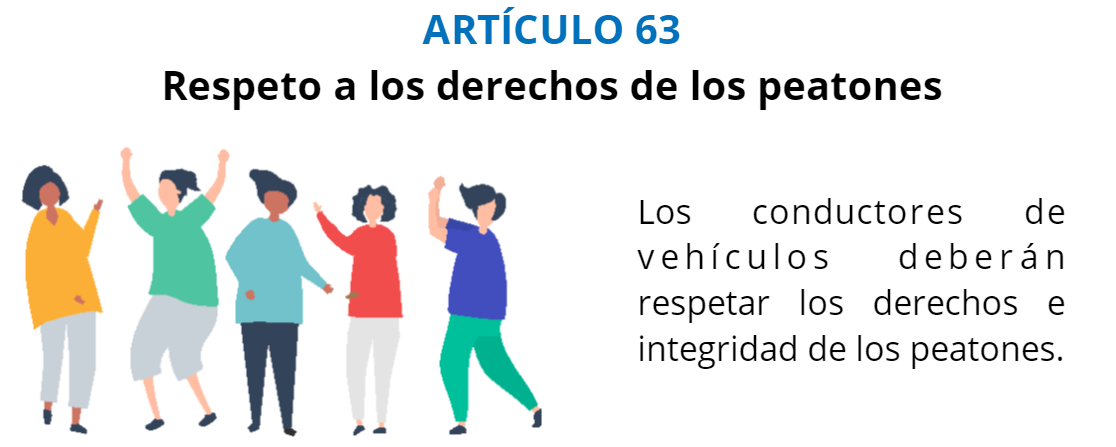 ARTÍCULO 63
Respeto a los derechos de los peatones
Los conductores de
vehículos deberán
respetar los derechos e
integridad de los peatones.